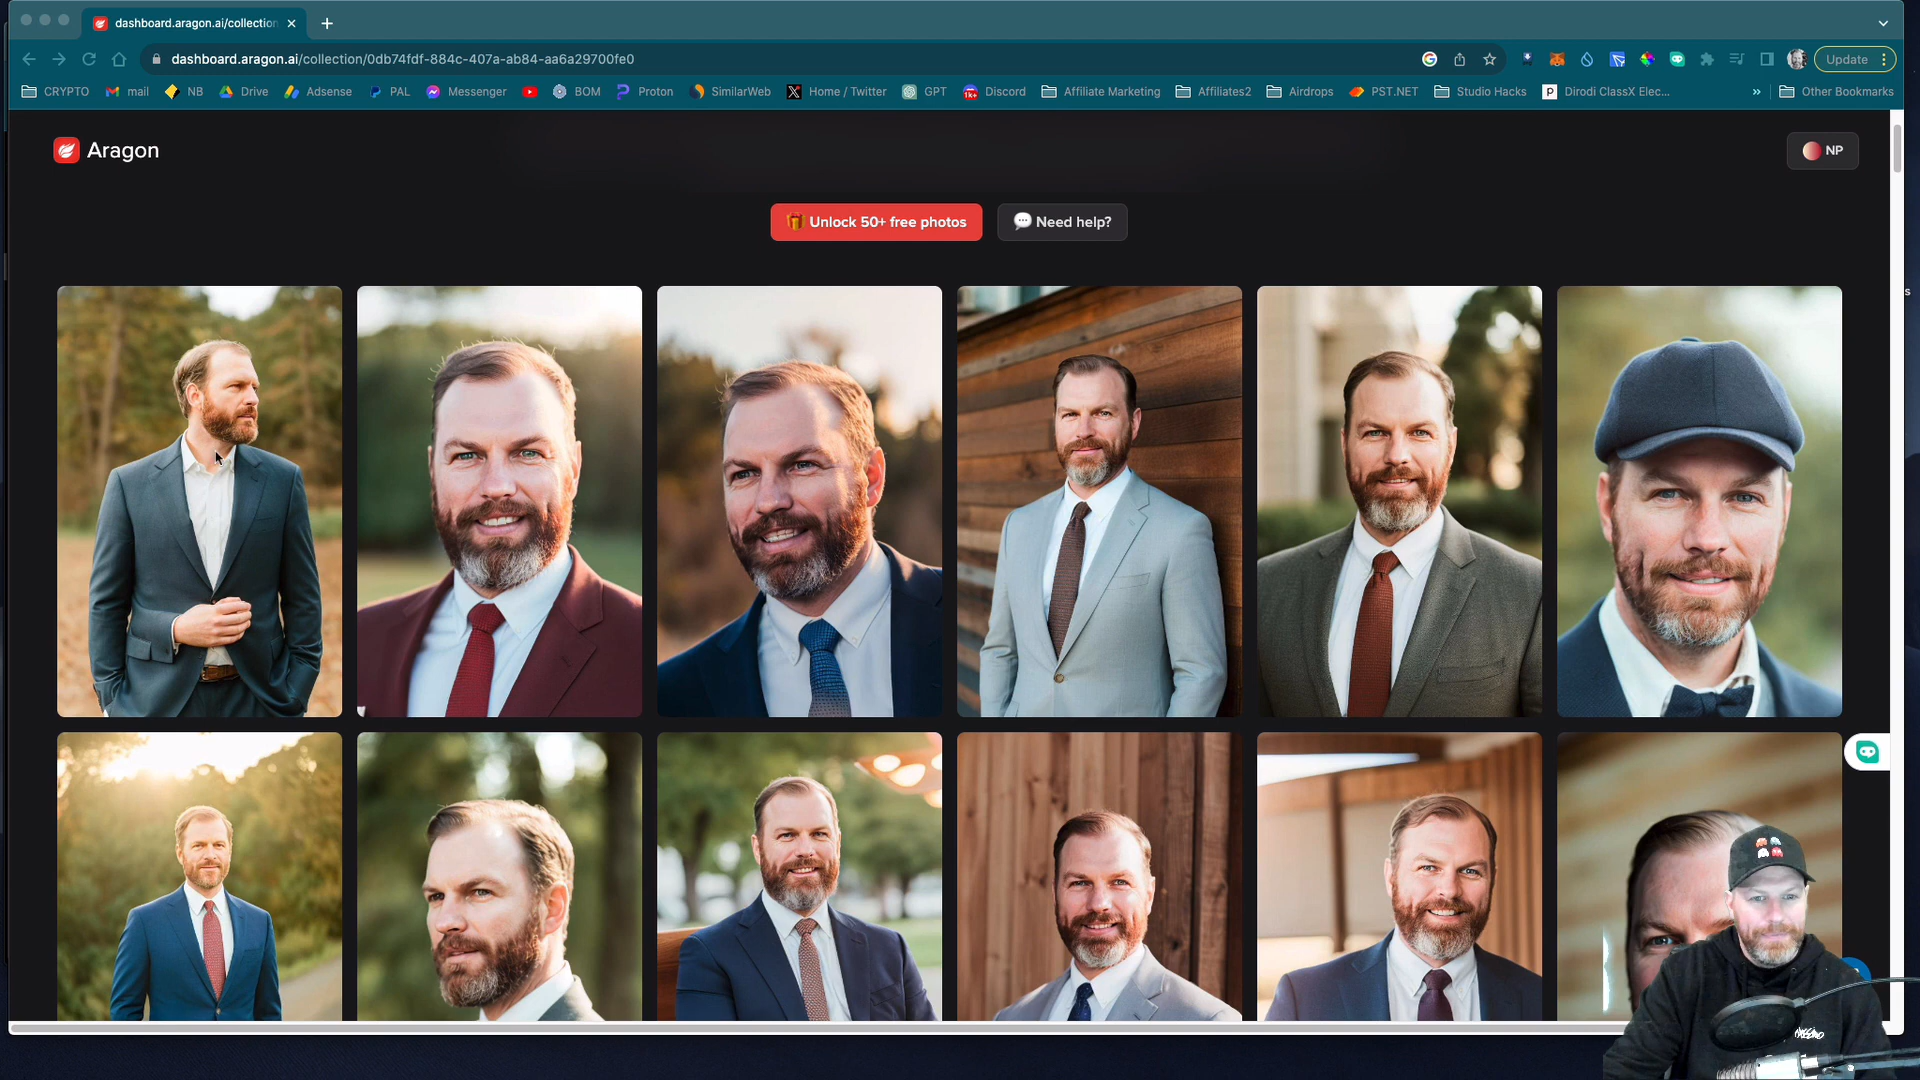 dashboard.aragon.ai/collection
dashboard.aragon.ai/collection/0db74fdf-884c-407a-ab84-aa6a29700fe0
Update
CRYPTO
mail
NB
Drive
Adsense
PAL
Messenger
BOM
Proton
SimilarWeb
X
Home / Twitter
GPT
1K+
Discord
Affiliate Marketing
Affiliates2
Airdrops
PST.NET
Studio Hacks
P
Dirodi ClassX Elec...
»
Other Bookmarks
Aragon
NP
Unlock 50+ free photos
Need help?
s